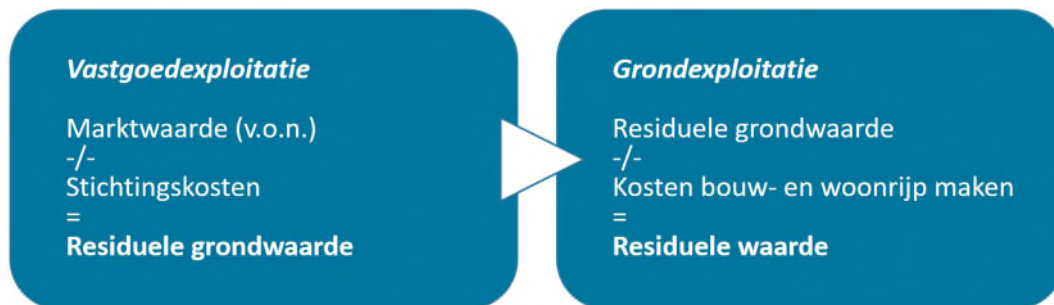 Vastgoedexploitatie
Marktwaarde (v.o.n.)
-/-
Stichtingskosten
=
Residuele grondwaarde
Grondexploitatie
Residuele grondwaarde
-/-
Kosten bouw- en woonrijp maken
=
Residuele waarde